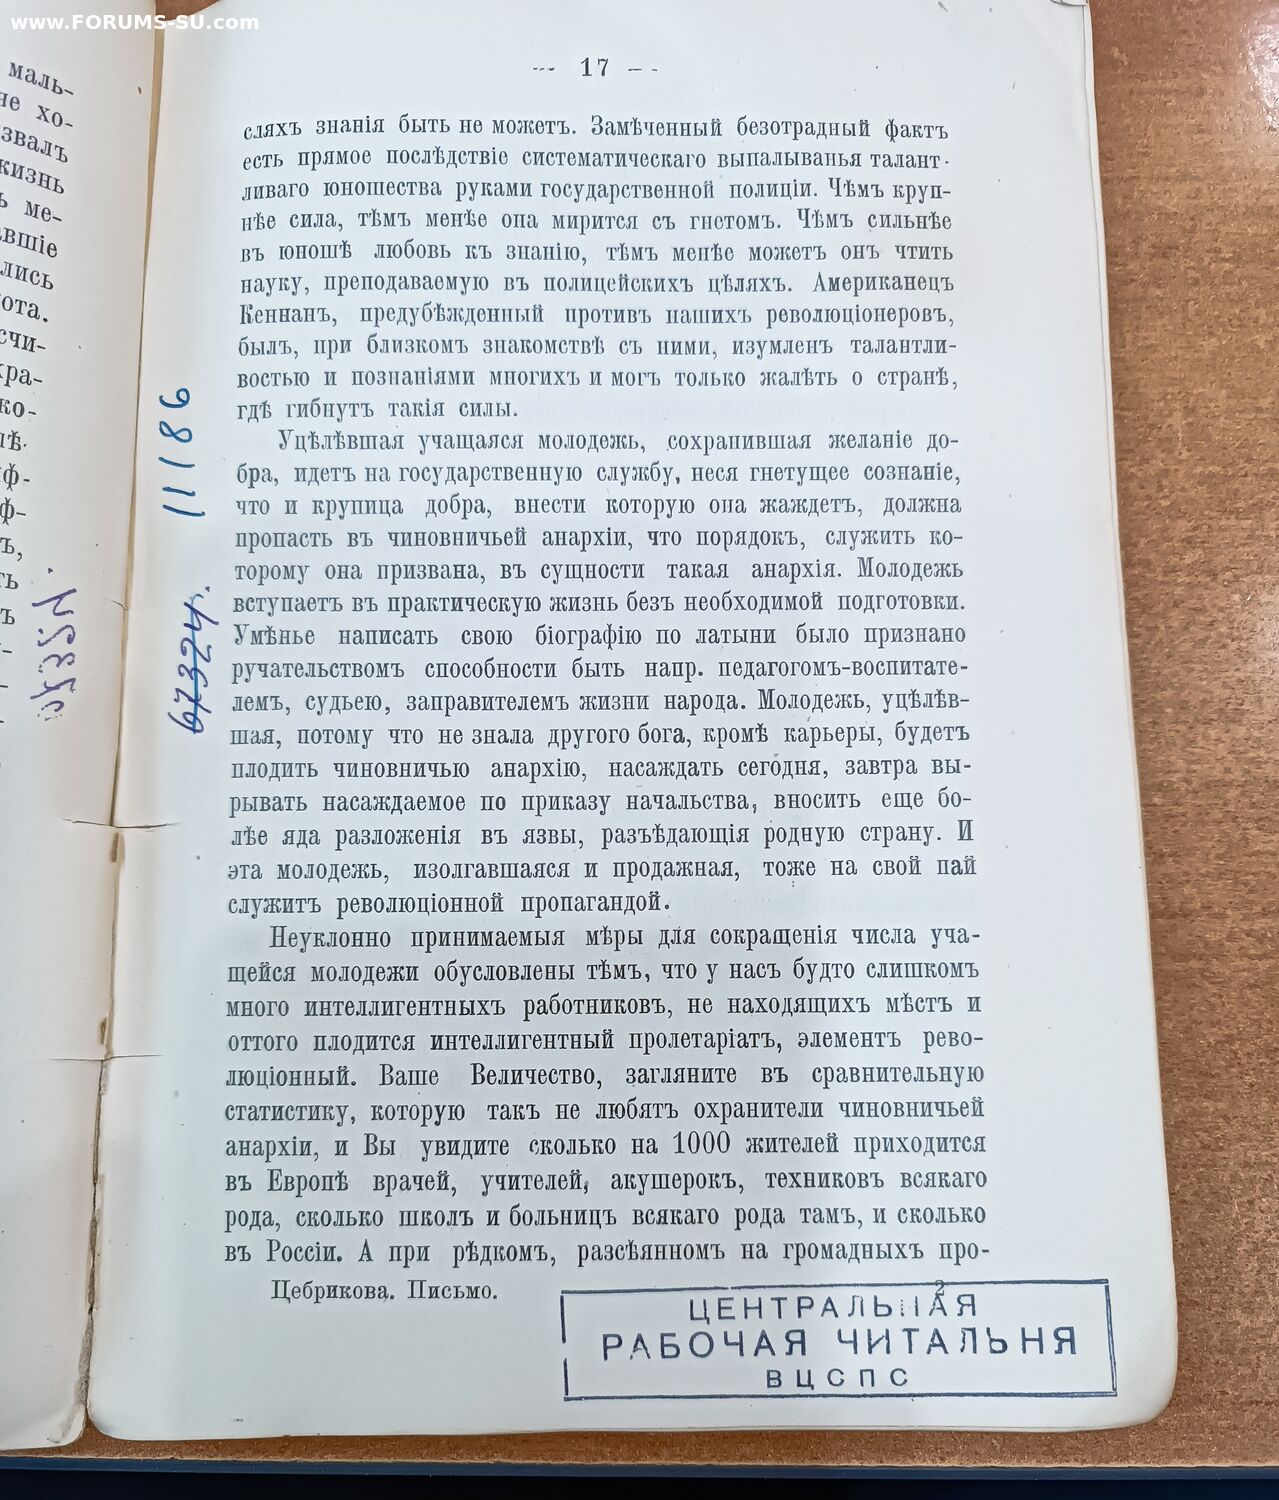 www.FORUMS-SU.com
маль-
не хо-
звалъ
жизнь
ме-
лись
ота.
--- 17 ---
сляхъ знанія быть не можетъ. Замѣченный безотрадный фактъ
есть прямое послѣдствіе систематическаго выпалыванья талант-
ливаго юношества руками государственной полиціи. Чѣмъ круп-
нѣе сила, тѣмъ менѣе она мирится съ гнетомъ. Чѣмъ сильнѣе
въ юношѣ любовь къ знанію, тѣмъ менѣе можетъ онъ чтить
науку, преподаваемую въ полицейскихъ цѣляхъ. Американецъ
Кеннанъ, предубѣжденный противъ нашихъ революціонеровъ,
былъ, при близкомъ знакомствѣ съ ними, изумленъ талантли-
востью и познаніями многихъ и могъ только жалѣть о странѣ,
гдѣ гибнутъ такія силы.
Уцѣлѣвшая учащаяся молодежь, сохранившая желаніе до-
бра, идетъ на государственную службу, неся гнетущее сознаніе,
что и крупица добра, внести которую она жаждетъ, должна
пропасть въ чиновничьей анархіи, что порядокъ, служить ко-
торому она призвана, въ сущности такая анархія. Молодежь
вступаетъ въ практическую жизнь безъ необходимой подготовки.
Умѣнье написать свою біографію по латыни было признано
ручательствомъ способности быть напр. педагогомъ-воспитате-
лемъ, судьею, заправителемъ жизни народа. Молодежь, уцѣлѣв-
шая, потому что не знала другого бога, кромѣ карьеры, будетъ
плодить чиновничью анархію, насаждать сегодня, завтра вы-
рывать насаждаемое по приказу начальства, вносить еще бо-
лѣе яда разложенія въ язвы, разъѣдающія родную страну. И
эта молодежь, изолгавшаяся и продажная, тоже на свой пай
служитъ революціонной пропагандой.
Неуклонно принимаемыя мѣры для сокращенія числа уча-
щейся молодежи обусловлены тѣмъ, что у насъ будто слишкомъ
много интеллигентныхъ работниковъ, не находящихъ мѣстъ и
оттого плодится интеллигентный пролетаріатъ, элементъ рево-
люціонный. Ваше Величество, загляните въ сравнительную
статистику, которую такъ не любятъ охранители чиновничьей
анархіи, и Вы увидите сколько на 1000 жителей приходится
въ Европѣ врачей, учителей, акушерокъ, техниковъ всякаго
рода, сколько школъ и больницъ всякаго рода тамъ, и сколько
въ Россіи. А при рѣдкомъ, разсѣянномъ на громадныхъ про-
Цебрикова. Письмо.
2
ЦЕНТРАЛЬНАЯ
РАБОЧАЯ ЧИТАЛЬНЯ
ВЦСПС
11186
67324.